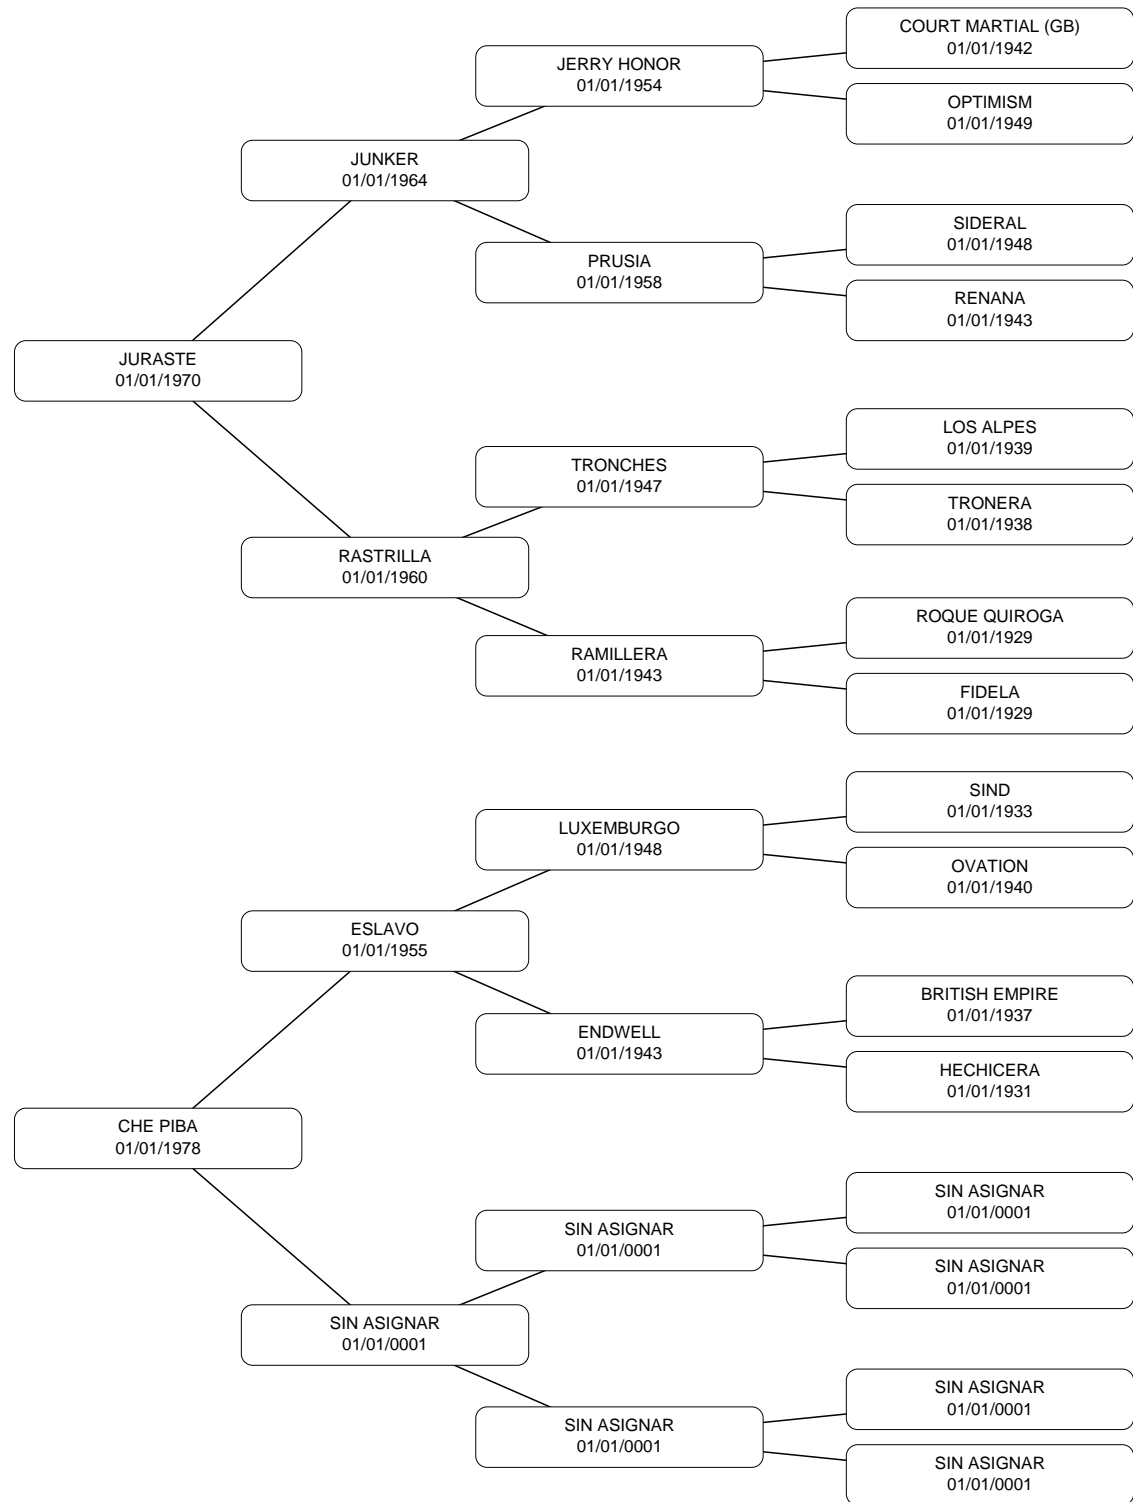 COURT MARTIAL (GB)
01/01/1942
JERRY HONOR
01/01/1954
OPTIMISM
01/01/1949
JUNKER
01/01/1964
SIDERAL
01/01/1948
PRUSIA
01/01/1958
RENANA
01/01/1943
JURASTE
01/01/1970
LOS ALPES
01/01/1939
TRONCHES
01/01/1947
TRONERA
01/01/1938
RASTRILLA
01/01/1960
ROQUE QUIROGA
01/01/1929
RAMILLERA
01/01/1943
FIDELA
01/01/1929
SIND
01/01/1933
LUXEMBURGO
01/01/1948
OVATION
01/01/1940
ESLAVO
01/01/1955
BRITISH EMPIRE
01/01/1937
ENDWELL
01/01/1943
HECHICERA
01/01/1931
CHE PIBA
01/01/1978
SIN ASIGNAR
01/01/0001
SIN ASIGNAR
01/01/0001
SIN ASIGNAR
01/01/0001
SIN ASIGNAR
01/01/0001
SIN ASIGNAR
01/01/0001
SIN ASIGNAR
01/01/0001
SIN ASIGNAR
01/01/0001